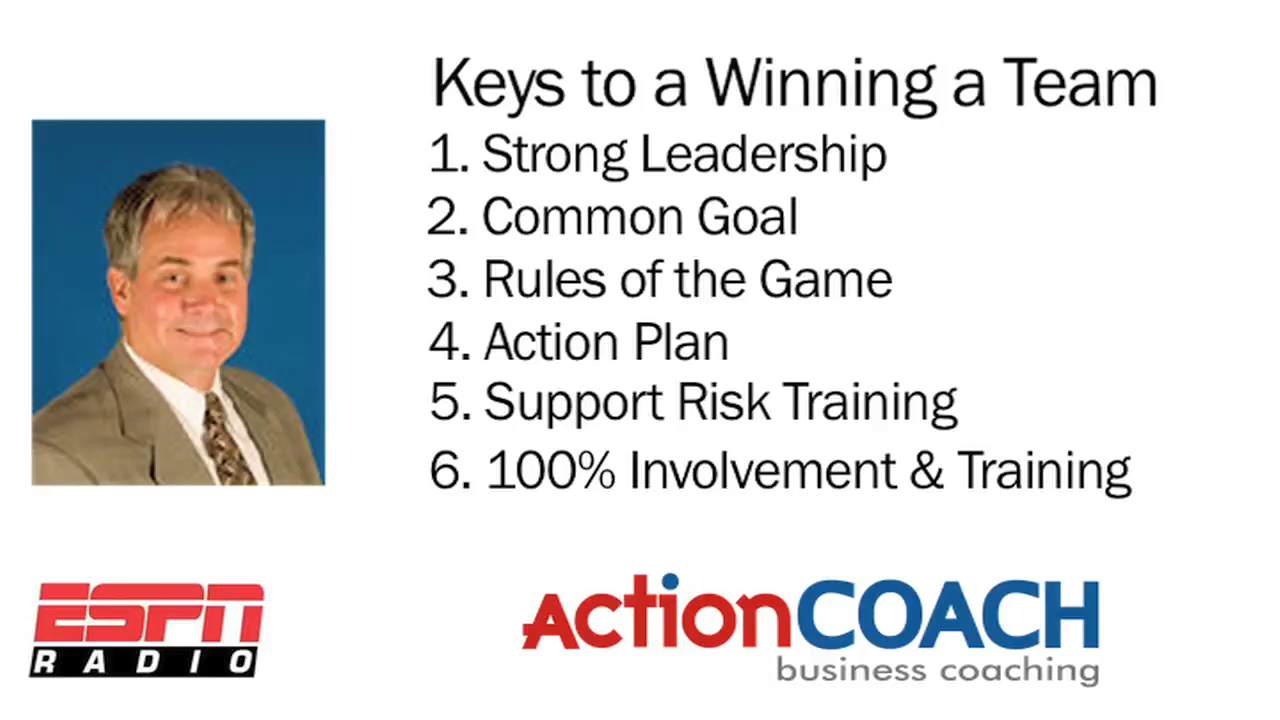 Keys to a Winning a Team
1. Strong Leadership
2. Common Goal
3. Rules of the Game
4. Action Plan
5. Support Risk Training
6. 100% Involvement & Training
ESPN
RADIO
ActionCOACH
business coaching